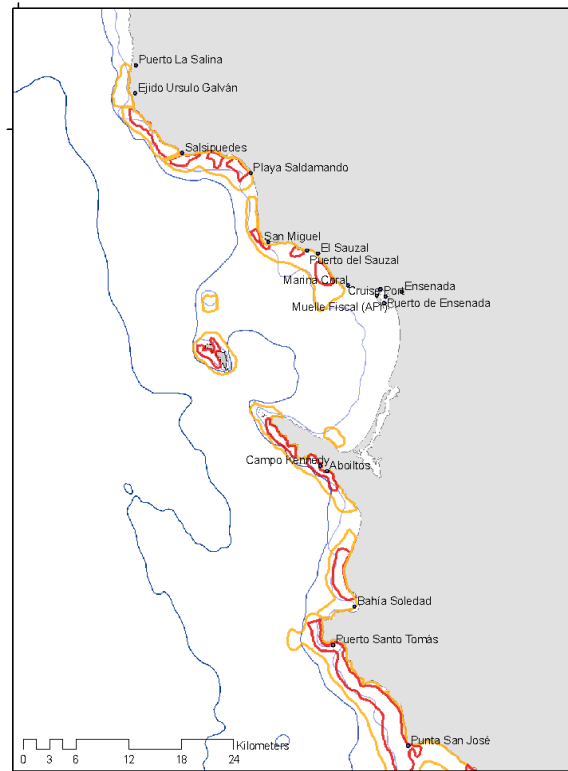 Puerto La Salina
Ejido Ursulo Galván
Salsipuedes
Playa Saldamando
San Miguel
El Sauzal
Puerto del Sauzal
Marina Coral
Cruise Port
Ensenada
Muelle Fiscal (API)
Puerto de Ensenada
Campo Kennedy
Aboiltos
Bahía Soledad
Puerto Santo Tomás
Punta San José
Kilometers
0 3 6 12 18 24